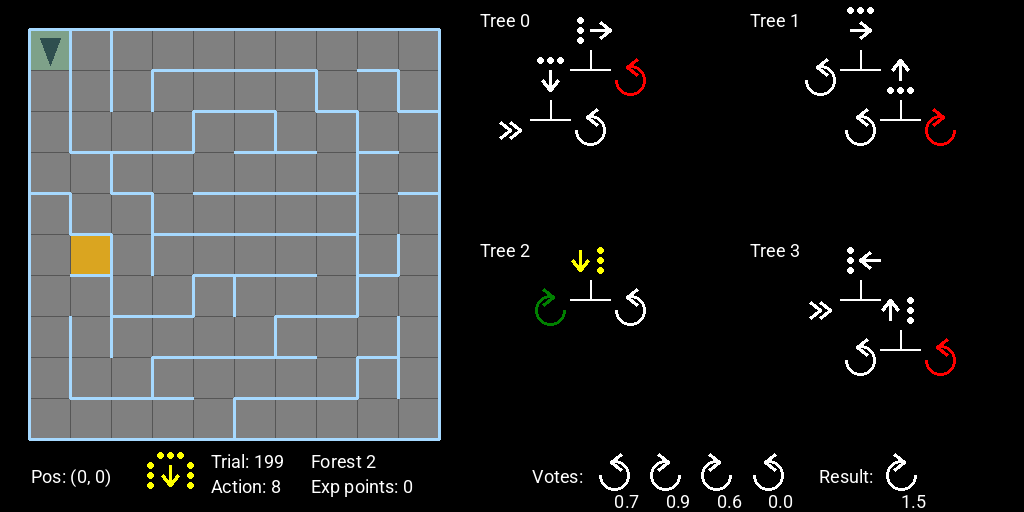 Tree 0
Tree 1
Tree 2
Tree 3
Pos: (0, 0)
Trial: 199
Forest 2
Action: 8
Exp points: 0
Votes:
0.7
0.9
0.6
0.0
Result:
1.5